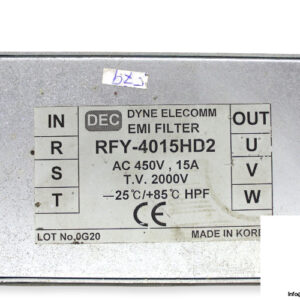 IN
R
S
T
DEC DYNE ELECOMM
EMI FILTER
RFY-4015HD2
AC 450V , 15A
T.V. 2000V
—25℃/+85℃ HPF
CE
OUT
U
V
W
LOT No.0G20
MADE IN KORE